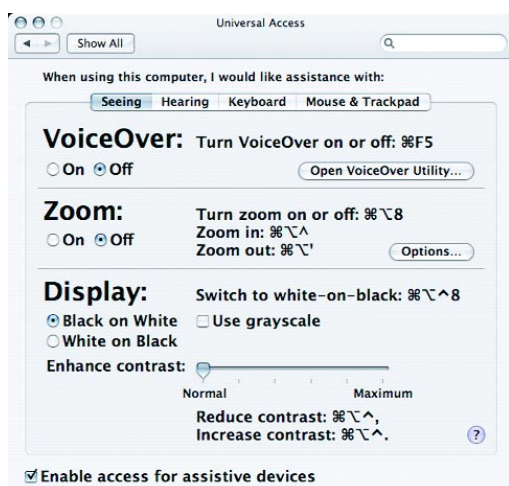 Universal Access
Show All
When using this computer, I would like assistance with:
Seeing Hearing Keyboard Mouse & Trackpad
VoiceOver: Turn VoiceOver on or off: ⌘F5
On Off Open VoiceOver Utility...
Zoom: Turn zoom on or off: ⌘⌥8
On Off Zoom in: ⌘⌥^
Zoom out: ⌘⌥' Options...
Display: Switch to white-on-black: ⌘⌥^8
Black on White Use grayscale
White on Black
Enhance contrast:
Normal Maximum
Reduce contrast: ⌘⌥^,
Increase contrast: ⌘⌥^.
?
Enable access for assistive devices